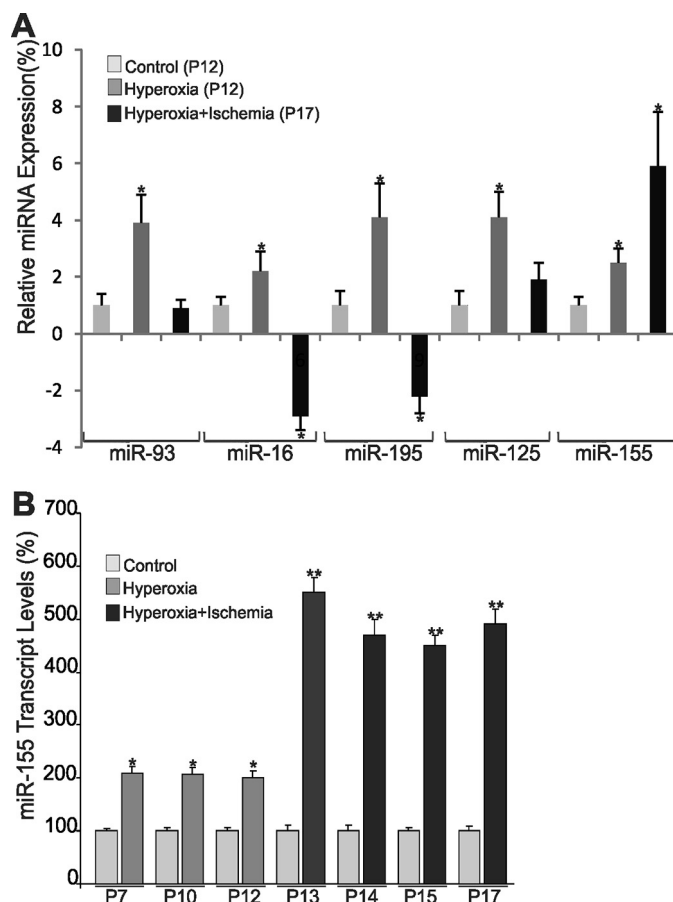 A
Relative miRNA Expression(%)
10
8
6
4
2
0
-2
-4
Control (P12)
Hyperoxia (P12)
Hyperoxia+Ischemia (P17)
*
*
*
*
*
*
*
*
6
9
miR-93
miR-16
miR-195
miR-125
miR-155
B
miR-155 Transcript Levels (%)
700
600
500
400
300
200
100
0
Control
Hyperoxia
Hyperoxia+Ischemia
*
*
*
**
**
**
**
P7
P10
P12
P13
P14
P15
P17